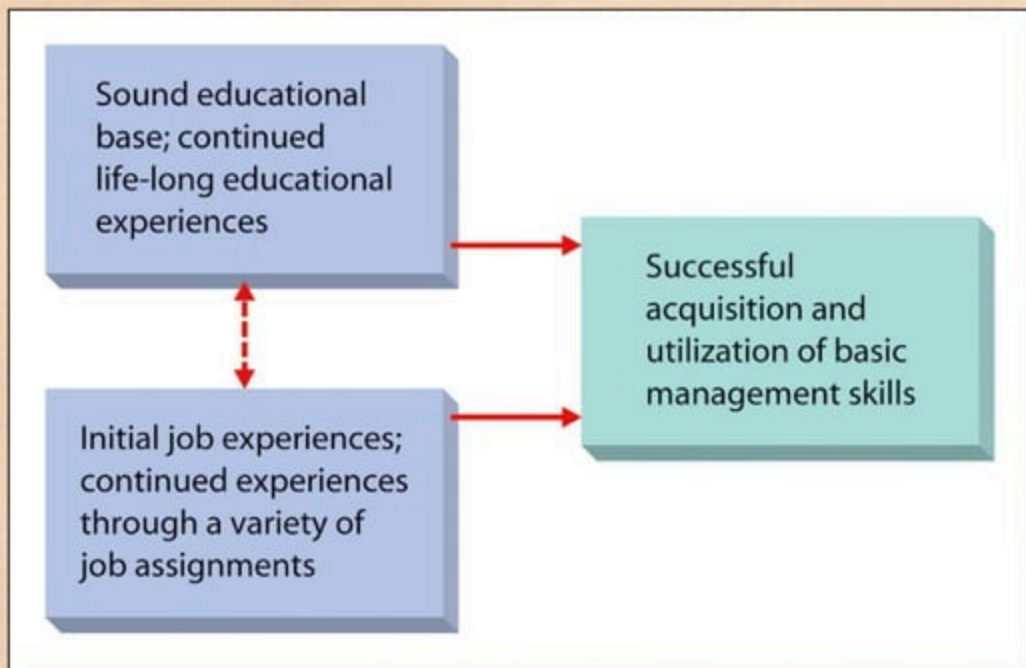 Sound educational
base; continued
life-long educational
experiences
Successful
acquisition and
utilization of basic
management skills
Initial job experiences;
continued experiences
through a variety of
job assignments